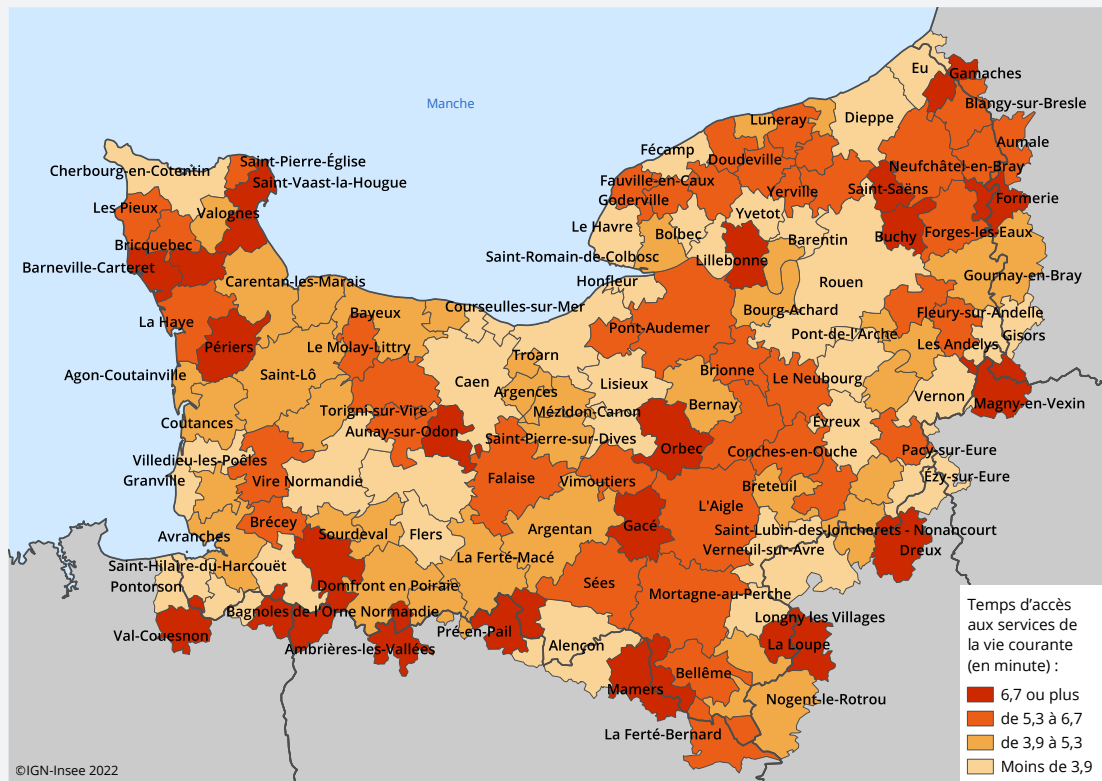 Manche
Eu
Gamaches
Blangy-sur-Bresle
Luneray
Dieppe
Aumale
Fécamp
Doudeville
Neufchâtel-en-Bray
Cherbourg-en-Cotentin
Saint-Pierre-Église
Saint-Vaast-la-Hougue
Fauville-en-Caux
Goderville
Yerville
Saint-Saëns
Formerie
Les Pieux
Valognes
Yvetot
Le Havre
Bolbec
Barentin
Buchy
Forges-les-Eaux
Bricquebec
Barneville-Carteret
Saint-Romain-de-Colbosc
Lillebonne
Gournay-en-Bray
Carentan-les-Marais
Honfleur
Rouen
Courseulles-sur-Mer
Bourg-Achard
Fleury-sur-Andelle
La Haye
Bayeux
Pont-Audemer
Pont-de-l'Arche
Gisors
Périers
Le Molay-Littry
Troarn
Les Andelys
Agon-Coutainville
Saint-Lô
Caen
Lisieux
Brionne
Le Neubourg
Argences
Vernon
Magny-en-Vexin
Coutances
Torigni-sur-Vire
Mézidon-Canon
Bernay
Évreux
Aunay-sur-Odon
Saint-Pierre-sur-Dives
Orbec
Conches-en-Ouche
Pacy-sur-Eure
Villedieu-les-Poêles
Granville
Vire Normandie
Falaise
Vimoutiers
Breteuil
Ézy-sur-Eure
L'Aigle
Brécey
Sourdeval
Flers
Argentan
Gacé
Saint-Lubin-des-Joncherets - Nonancourt
Avranches
La Ferté-Macé
Verneuil-sur-Avre
Dreux
Saint-Hilaire-du-Harcouët
Pontorson
Domfront en Poiraie
Sées
Mortagne-au-Perche
Bagnoles de l'Orne Normandie
Longny les Villages
Val-Couesnon
Ambrières-les-Vallées
Pré-en-Pail
Alençon
La Loupe
Mamers
Bellême
Nogent-le-Rotrou
La Ferté-Bernard
Temps d'accès
aux services de
la vie courante
(en minute) :
6,7 ou plus
de 5,3 à 6,7
de 3,9 à 5,3
Moins de 3,9
©IGN-Insee 2022